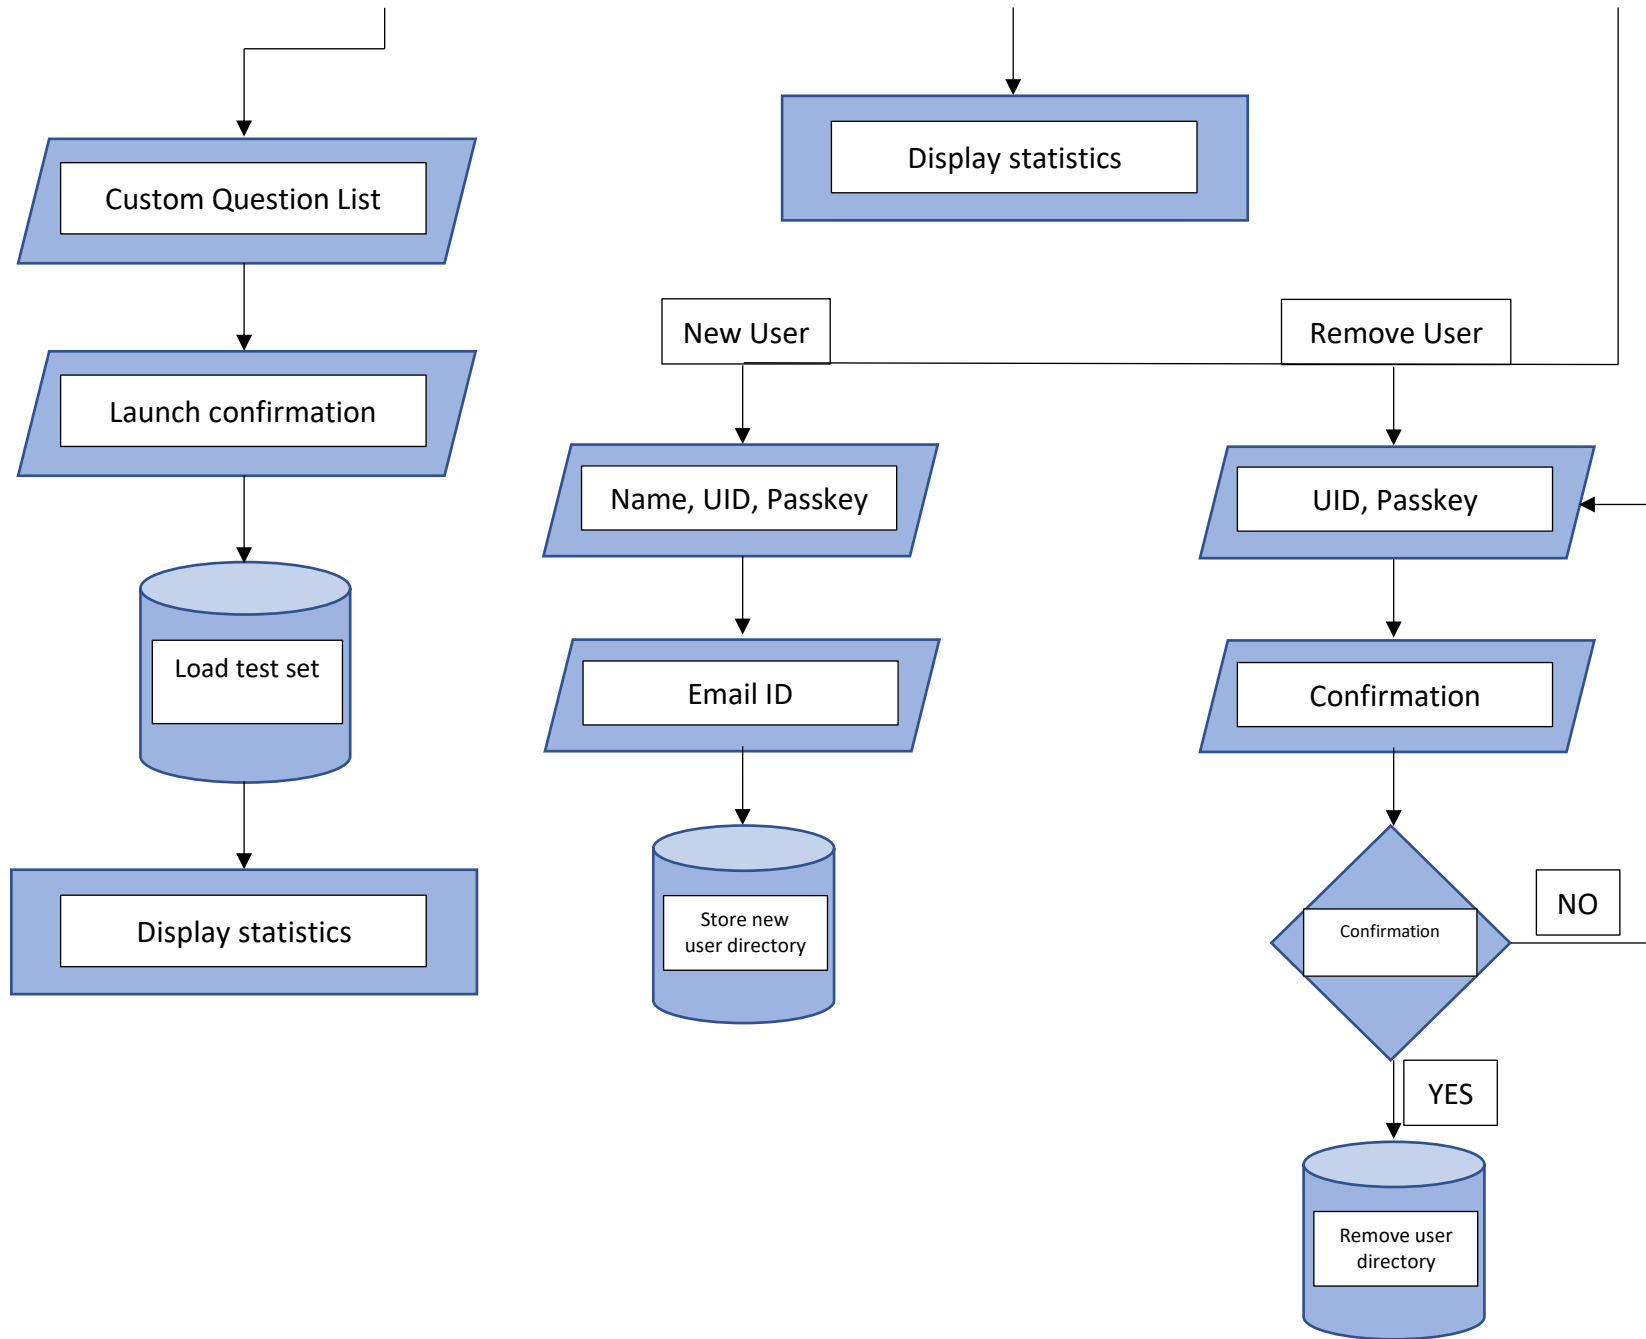 Custom Question List
Launch confirmation
Load test set
Display statistics
Display statistics
New User
Name, UID, Passkey
Email ID
Store new
user directory
Remove User
UID, Passkey
Confirmation
Confirmation
NO
YES
Remove user
directory